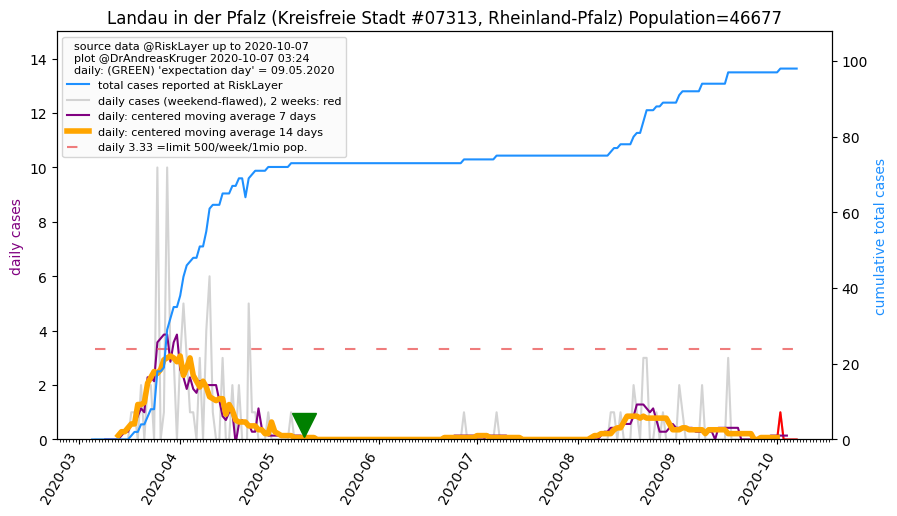 Landau in der Pfalz (Kreisfreie Stadt #07313, Rheinland-Pfalz) Population=46677
source data @RiskLayer up to 2020-10-07
plot @DrAndreasKruger 2020-10-07 03:24
daily: (GREEN) 'expectation day' = 09.05.2020
total cases reported at RiskLayer
daily cases (weekend-flawed), 2 weeks: red
daily: centered moving average 7 days
daily: centered moving average 14 days
daily 3.33 =limit 500/week/1mio pop.
daily cases
14
12
10
8
6
4
2
0
cumulative total cases
100
80
60
40
20
0
2020-03
2020-04
2020-05
2020-06
2020-07
2020-08
2020-09
2020-10